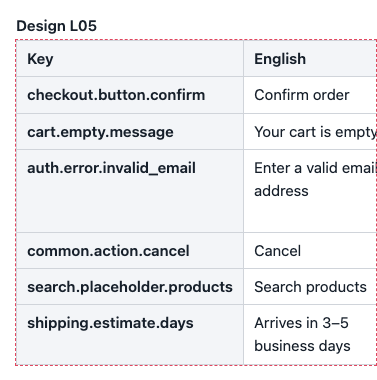 Design L05
Key English
checkout.button.confirm Confirm order
cart.empty.message Your cart is empty
auth.error.invalid_email Enter a valid email
address
common.action.cancel Cancel
search.placeholder.products Search products
shipping.estimate.days Arrives in 3–5
business days